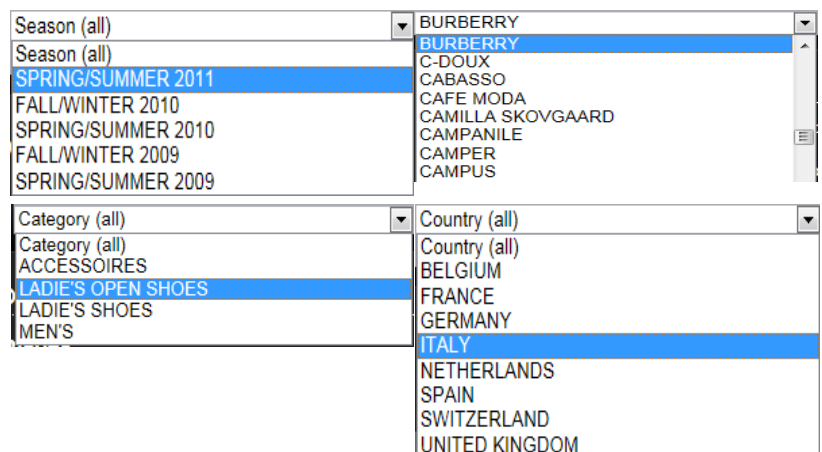 Season (all)
Season (all)
SPRING/SUMMER 2011
FALL/WINTER 2010
SPRING/SUMMER 2010
FALL/WINTER 2009
SPRING/SUMMER 2009
BURBERRY
BURBERRY
C-DOUX
CABASSO
CAFE MODA
CAMILLA SKOVGAARD
CAMPANILE
CAMPER
CAMPUS
Category (all)
Category (all)
ACCESSOIRES
LADIE'S OPEN SHOES
LADIE'S SHOES
MEN'S
Country (all)
Country (all)
BELGIUM
FRANCE
GERMANY
ITALY
NETHERLANDS
SPAIN
SWITZERLAND
UNITED KINGDOM